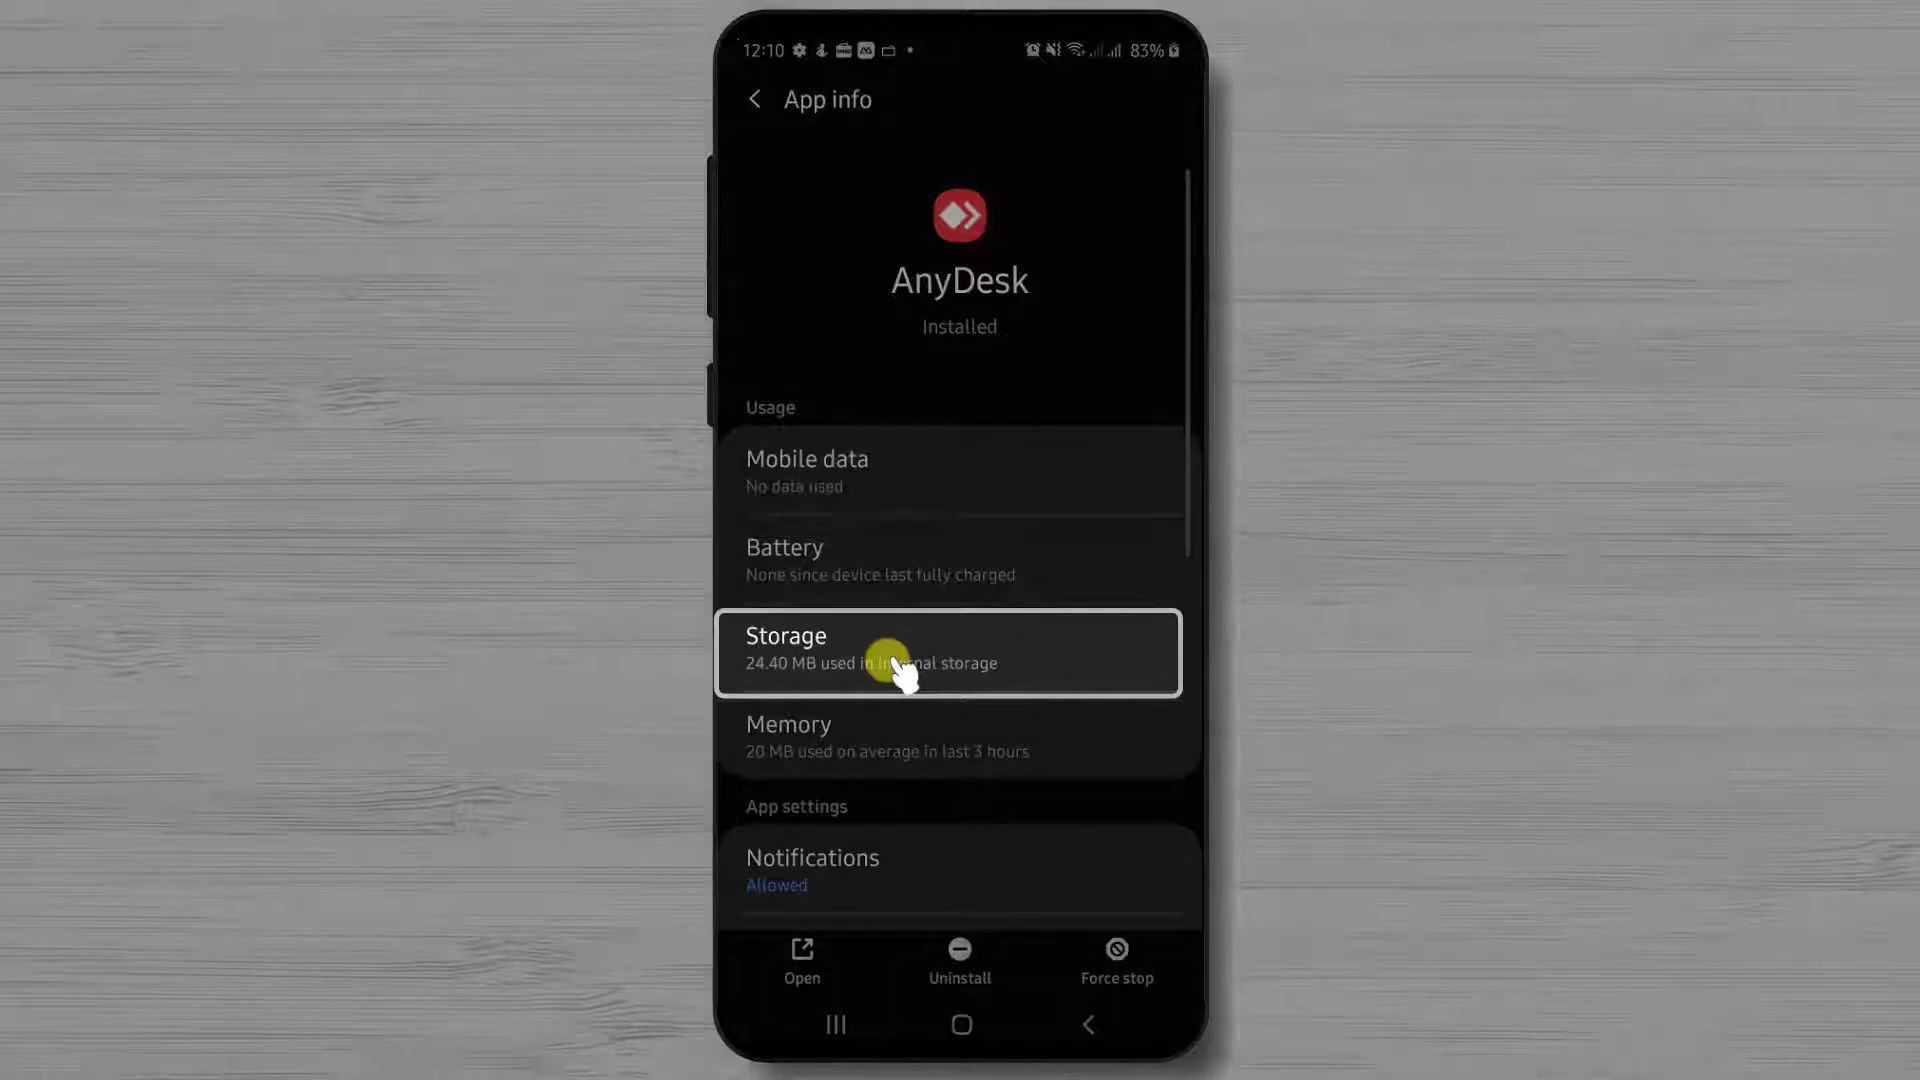 12:10 83%
App info
AnyDesk
Installed
Usage
Mobile data
No data used
Battery
None since device last fully charged
Storage
24.40 MB used in internal storage
Memory
20 MB used on average in last 3 hours
App settings
Notifications
Allowed
Open Uninstall Force stop